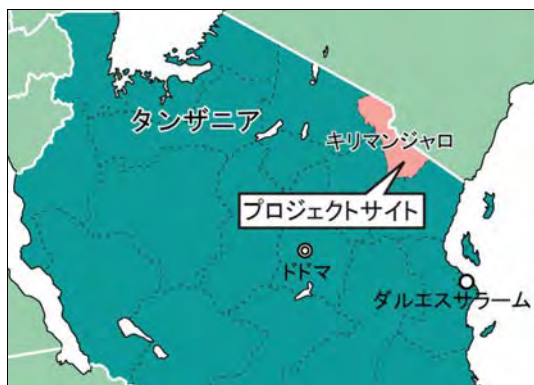 タンザニア
キリマンジャロ
プロジェクトサイト
ドドマ
ダルエスサラーム